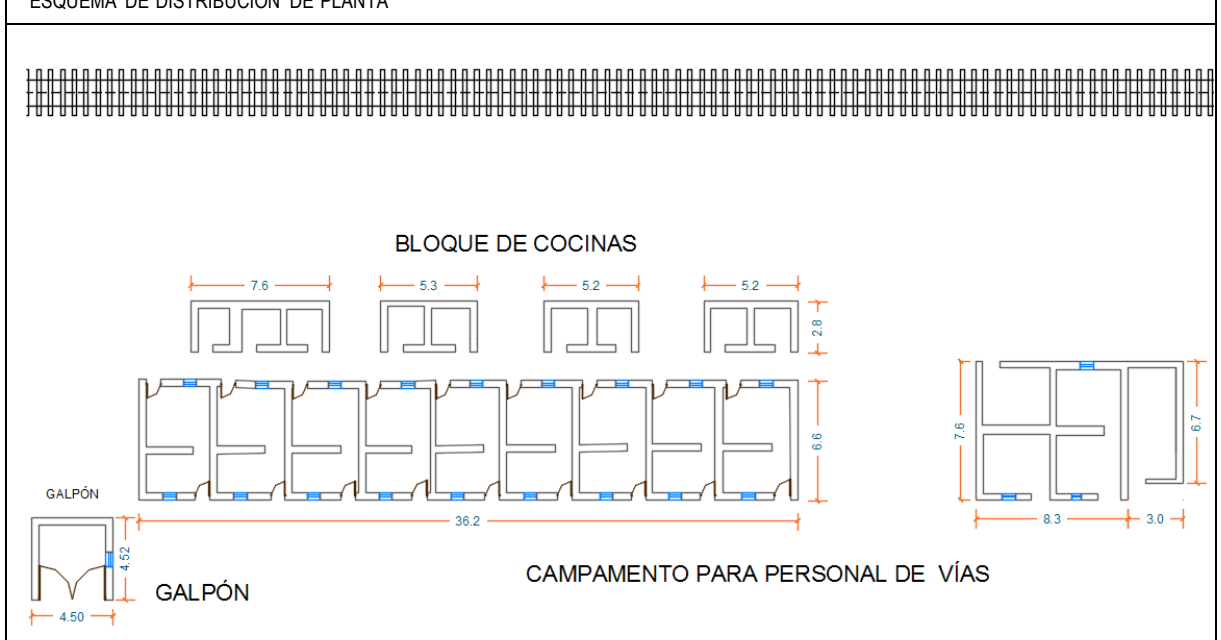 ESQUEMA DE DISTRIBUCION DE PLANTA
BLOQUE DE COCINAS
7.6
5.3
5.2
5.2
2.8
6.6
7.6
6.7
GALPÓN
36.2
8.3
3.0
4.52
GALPÓN
CAMPAMENTO PARA PERSONAL DE VÍAS
4.50